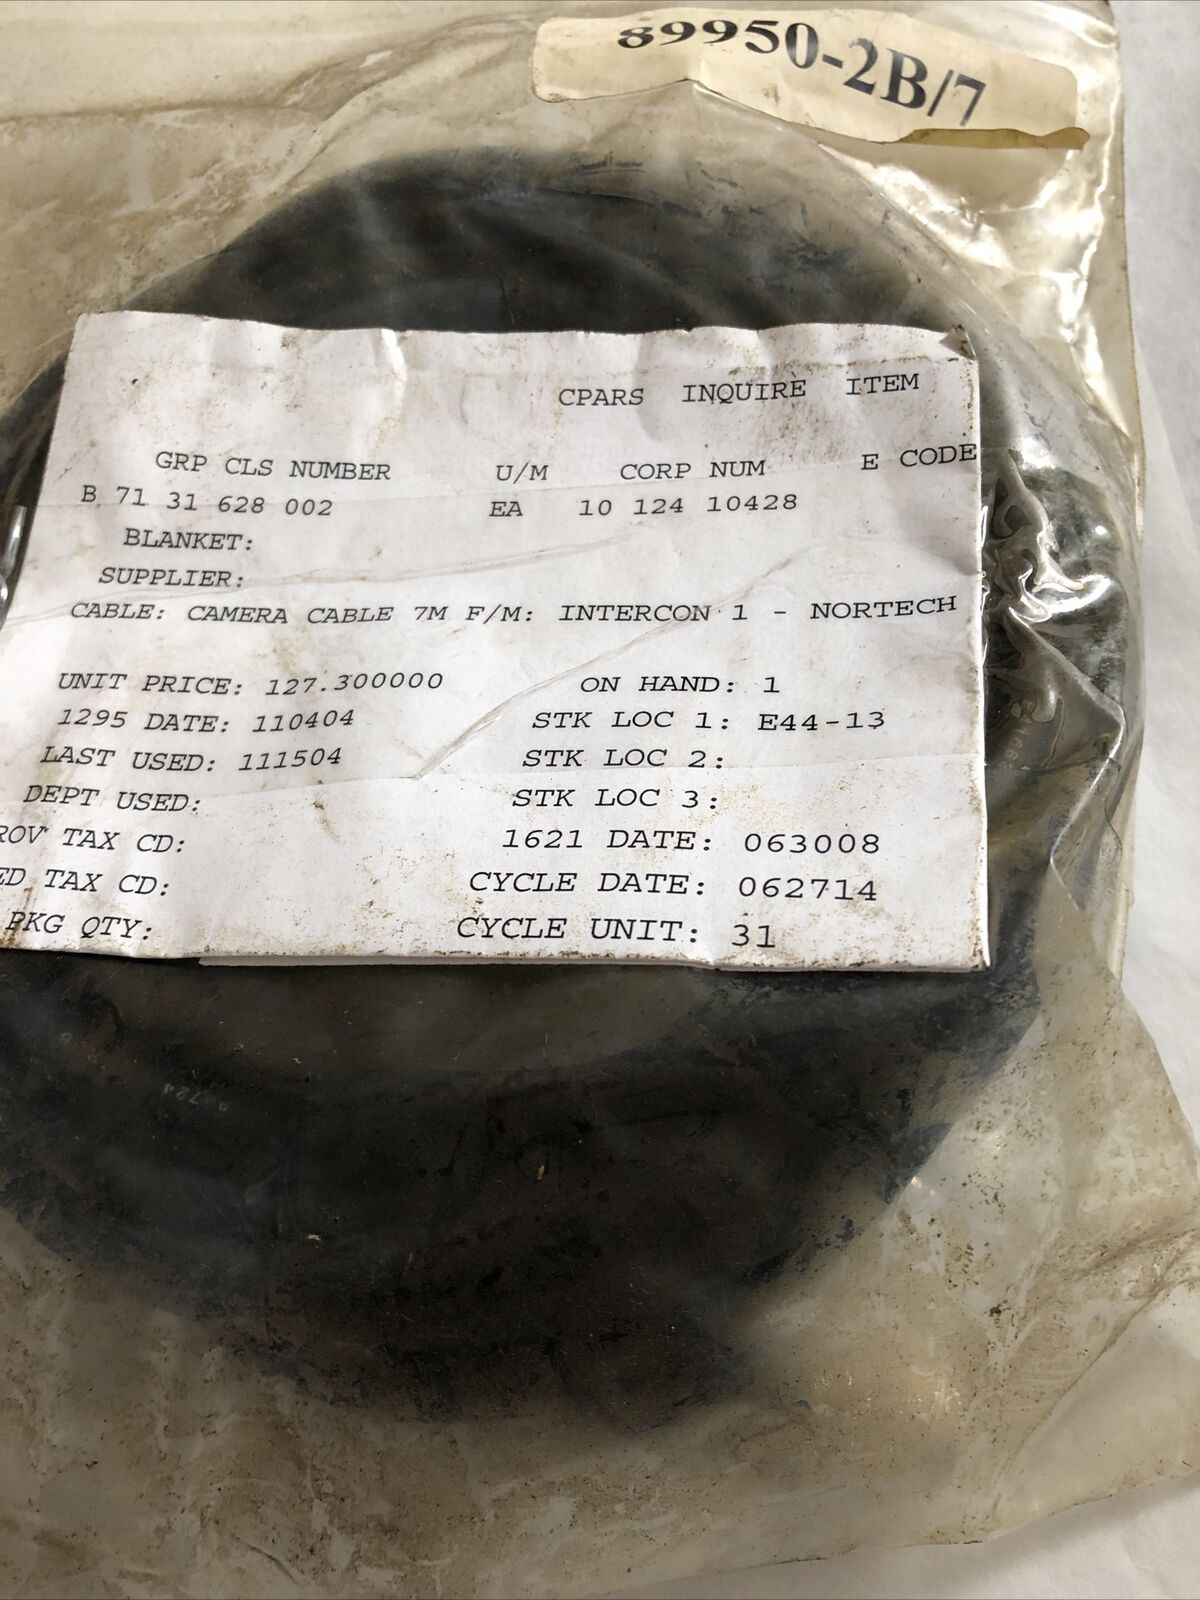 89950-2B/7
CPARS INQUIRE ITEM
GRP CLS NUMBER U/M CORP NUM E CODE
B 71 31 628 002 EA 10 124 10428
BLANKET:
SUPPLIER:
CABLE: CAMERA CABLE 7M F/M: INTERCON 1 - NORTECH
UNIT PRICE: 127.300000 ON HAND: 1
1295 DATE: 110404 STK LOC 1: E44-13
LAST USED: 111504 STK LOC 2:
DEPT USED: STK LOC 3:
ROV TAX CD: 1621 DATE: 063008
ED TAX CD: CYCLE DATE: 062714
PKG QTY: CYCLE UNIT: 31